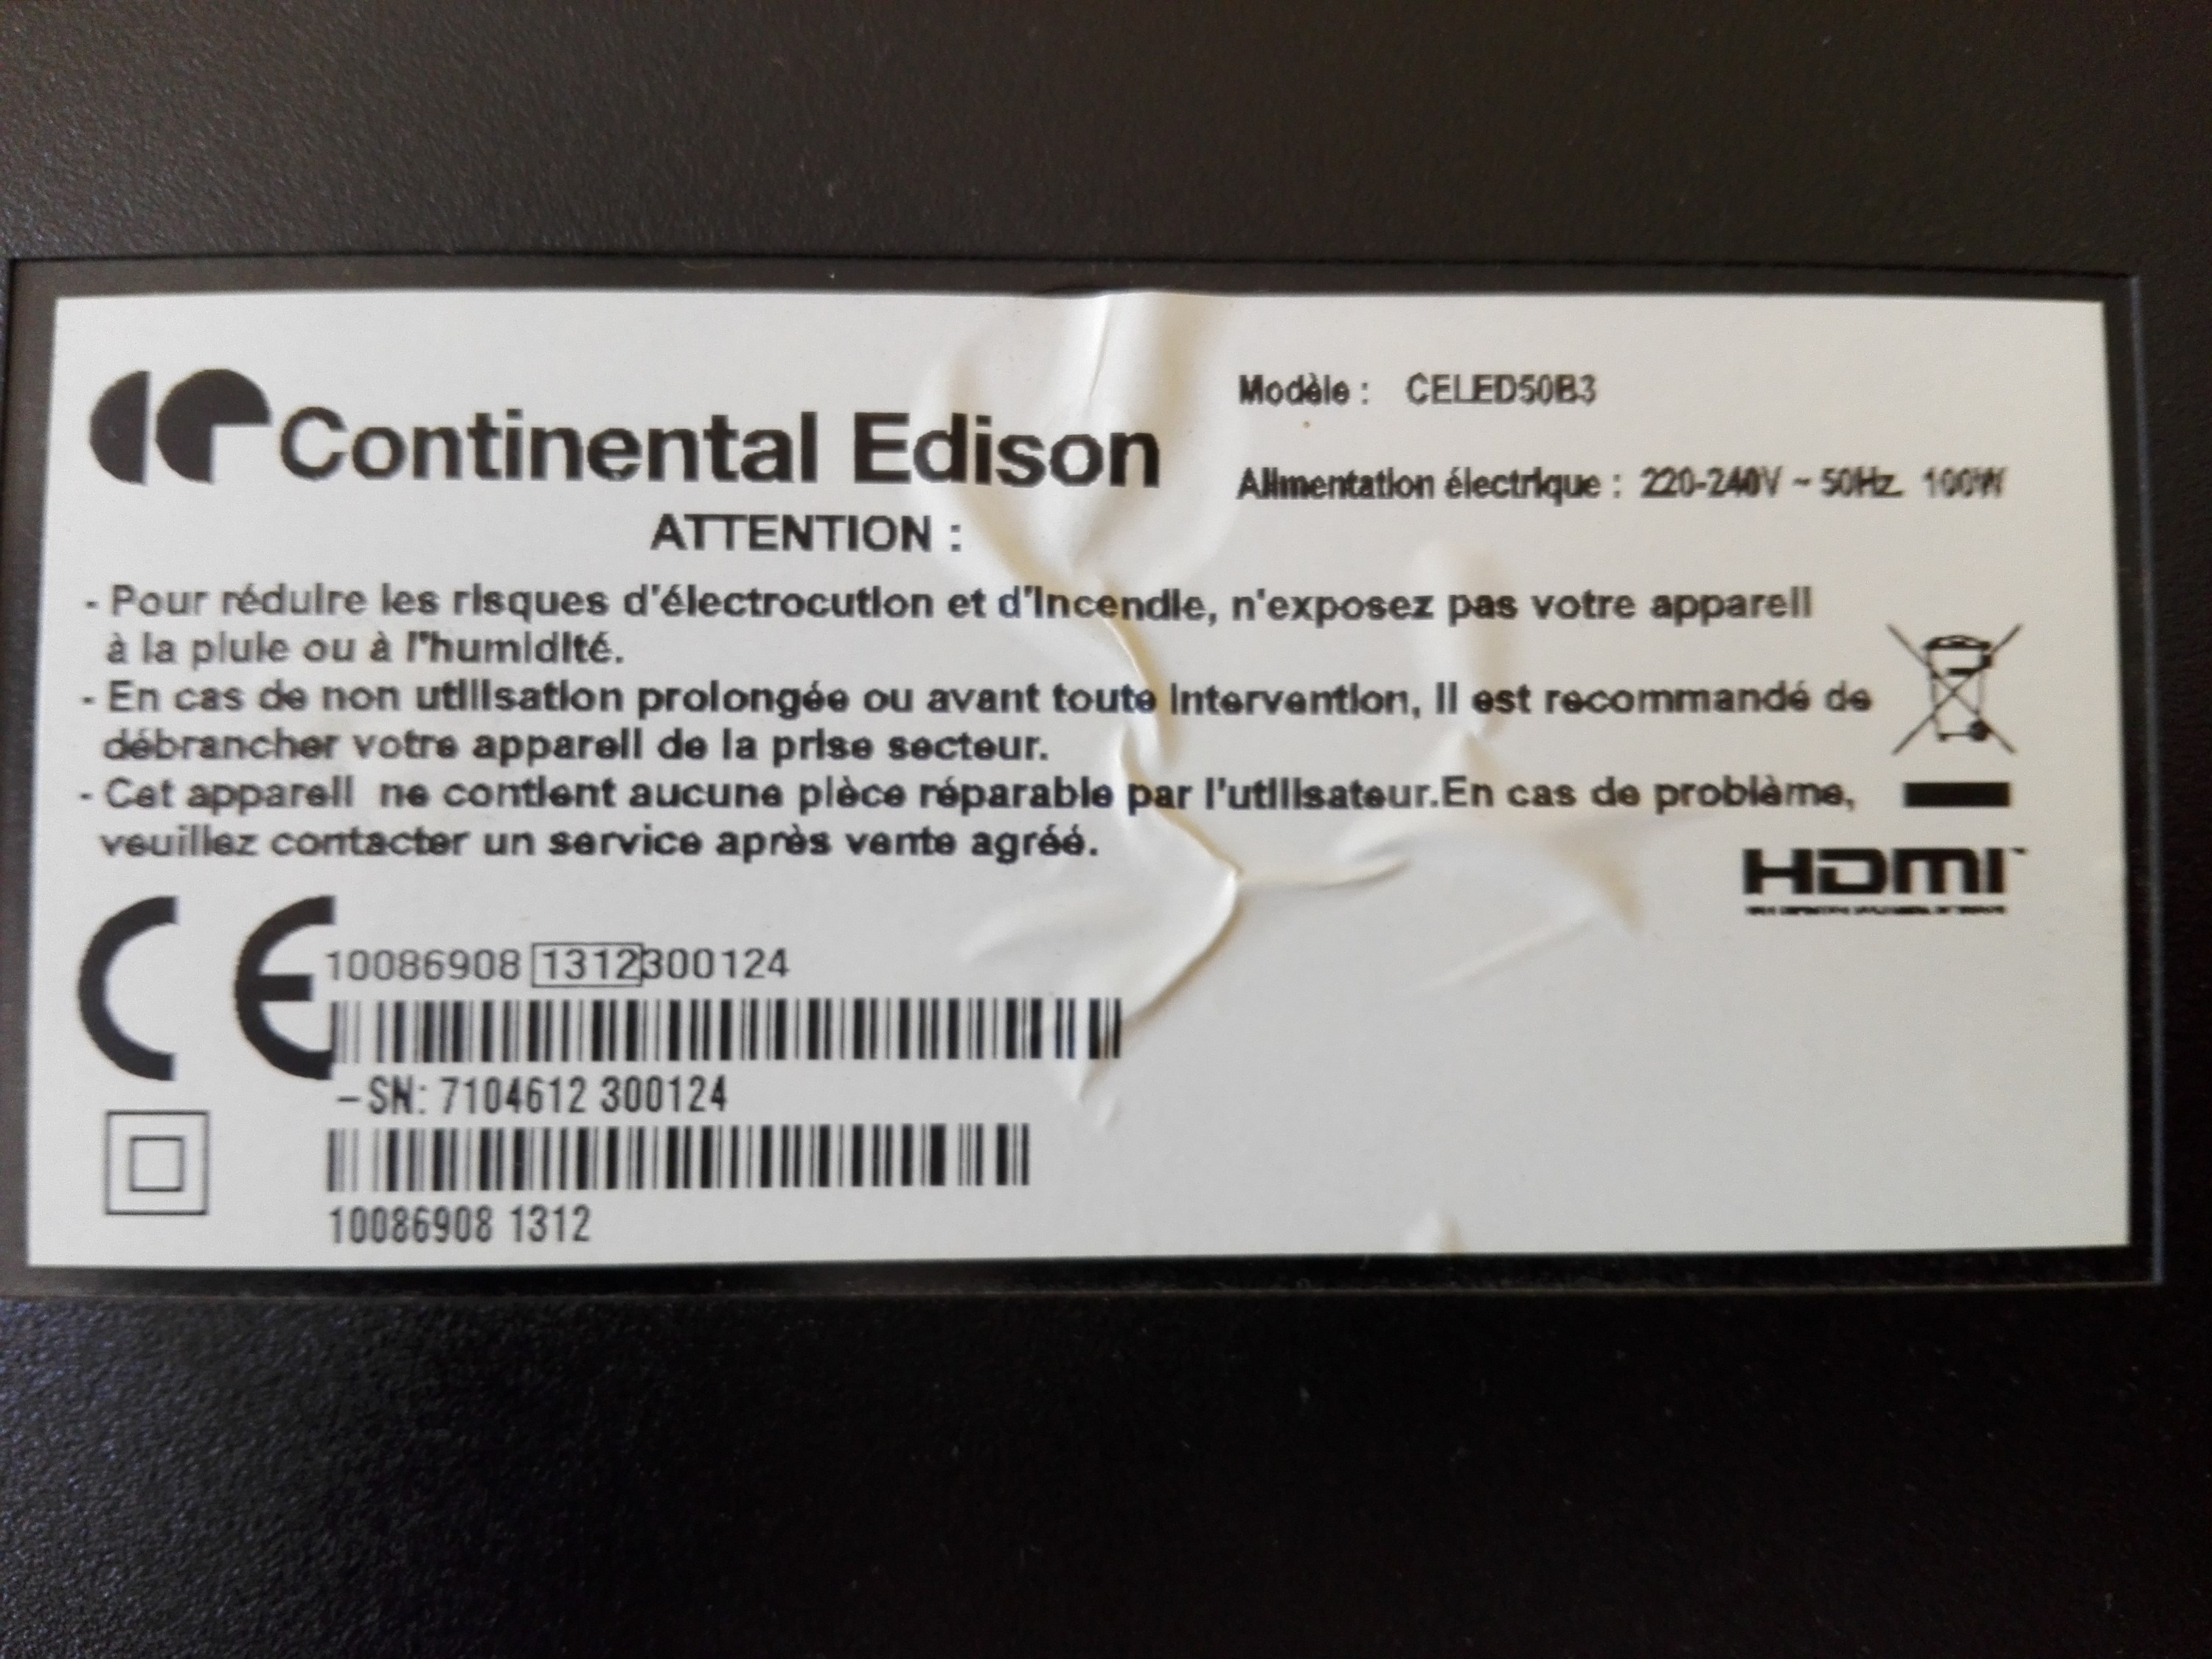 Continental Edison
Modèle : CELED50B3
Alimentation électrique : 220-240V ~ 50Hz 100W
ATTENTION :
- Pour réduire les risques d'électrocution et d'incendie, n'exposez pas votre appareil
à la pluie ou à l"humidité.
- En cas de non utilisation prolongée ou avant toute intervention, il est recommandé de
débrancher votre appareil de la prise secteur.
- Cet appareil ne contient aucune pièce réparable par l'utilisateur.En cas de problème,
veuillez contacter un service après vente agréé.
HDMI™
CE
10086908 1312300124
–SN: 7104612 300124
10086908 1312